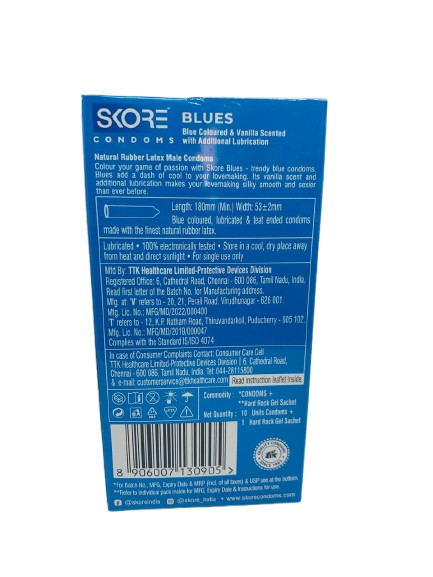 SKORE BLUES
CONDOMS
Blue Coloured & Vanilla Scented
with Additional Lubrication
Natural Rubber Latex Male Condoms
Colour your game of passion with Skore Blues - trendy blue condoms.
Blues add a dash of cool to your lovemaking. Its vanilla scent and
additional lubrication makes your lovemaking silky smooth and sexier
than ever before.
Length: 180mm (Min.) Width: 53±2mm
Blue coloured, lubricated & teat ended condoms
made with the finest natural rubber latex.
Lubricated • 100% electronically tested • Store in a cool, dry place away
from heat and direct sunlight • For single use only
Mfd By: TTK Healthcare Limited-Protective Devices Division
Registered Office: 6, Cathedral Road, Chennai - 600 086, Tamil Nadu, India.
Read first letter of the Batch No. for Manufacturing address.
Mfg. at: 'V' refers to - 20, 21, Perali Road, Virudhunagar - 626 001.
Mfg. Lic. No.: MFG/MD/2022/000400
'T' refers to - 12, K.P. Natham Road, Thiruvandarkoil, Puducherry - 605 102.
Mfg. Lic. No.: MFG/MD/2019/000047
Complies with the Standard IS/ISO 4074
In case of Consumer Complaints Contact: Consumer Care Cell
TTK Healthcare Limited-Protective Devices Division | 6, Cathedral Road,
Chennai - 600 086, Tamil Nadu, India. Tel: 044-28115800
& e-mail: customerservice@ttkhealthcare.com Read instruction leaflet inside.
Commodity : *CONDOMS +
**Hard Rock Gel Sachet
Net Quantity : 10 Units Condoms +
1 Hard Rock Gel Sachet
8 906007 130905 >
*For Batch No., MFG, Expiry Date & MRP (incl. of all taxes) & USP see at the bottom.
**Refer to individual pack inside for MFG, Expiry Date & Instructions for usage.
@skoreindia • @skore_india • www.skorecondoms.com